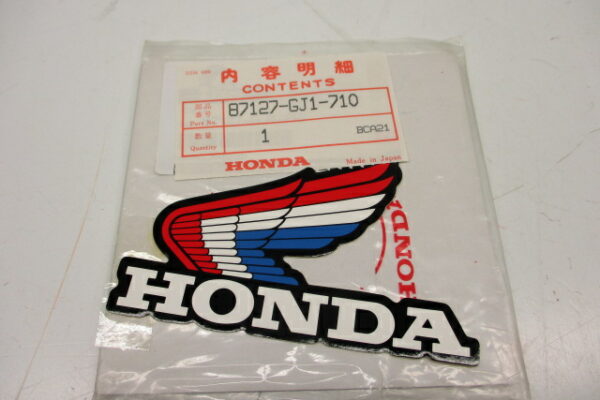 内容明細
CONTENTS
部品番号
Part No.
87127-GJ1-710
数量
Quantity
1
BCA21
HONDA
Made in Japan
HONDA
HONDA